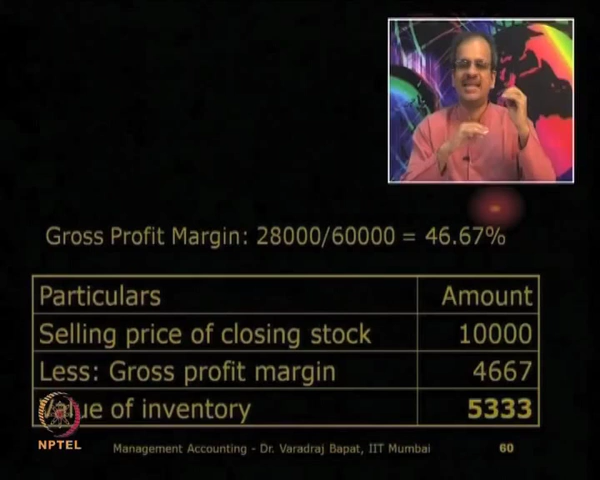 Gross Profit Margin: 28000/60000 = 46.67%
Particulars Amount
Selling price of closing stock 10000
Less: Gross profit margin 4667
Value of inventory 5333
NPTEL
Management Accounting - Dr. Varadraj Bapat, IIT Mumbai 60